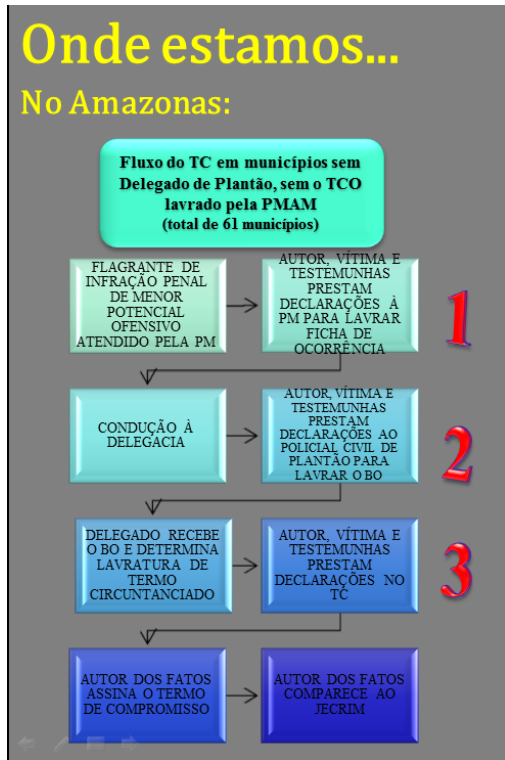 Onde estamos...
No Amazonas:
Fluxo do TC em municípios sem
Delegado de Plantão, sem o TCO
lavrado pela PMAM
(total de 61 municípios)
FLAGRANTE DE
INFRAÇÃO PENAL
DE MENOR
POTENCIAL
OFENSIVO
ATENDIDO PELA PM
AUTOR, VÍTIMA E
TESTEMUNHAS
PRESTAM
DECLARAÇÕES À
PM PARA LAVRAR
FICHA DE
OCORRÊNCIA
1
CONDUÇÃO À
DELEGACIA
AUTOR, VÍTIMA E
TESTEMUNHAS
PRESTAM
DECLARAÇÕES AO
POLICIAL CIVIL DE
PLANTÃO PARA
LAVRAR O BO
2
DELEGADO RECEBE
O BO E DETERMINA
LAVRATURA DE
TERMO
CIRCUNTANCIADO
AUTOR, VÍTIMA E
TESTEMUNHAS
PRESTAM
DECLARAÇÕES NO
TC
3
AUTOR DOS FATOS
ASSINA O TERMO
DE COMPROMISSO
AUTOR DOS FATOS
COMPARECE AO
JECRIM